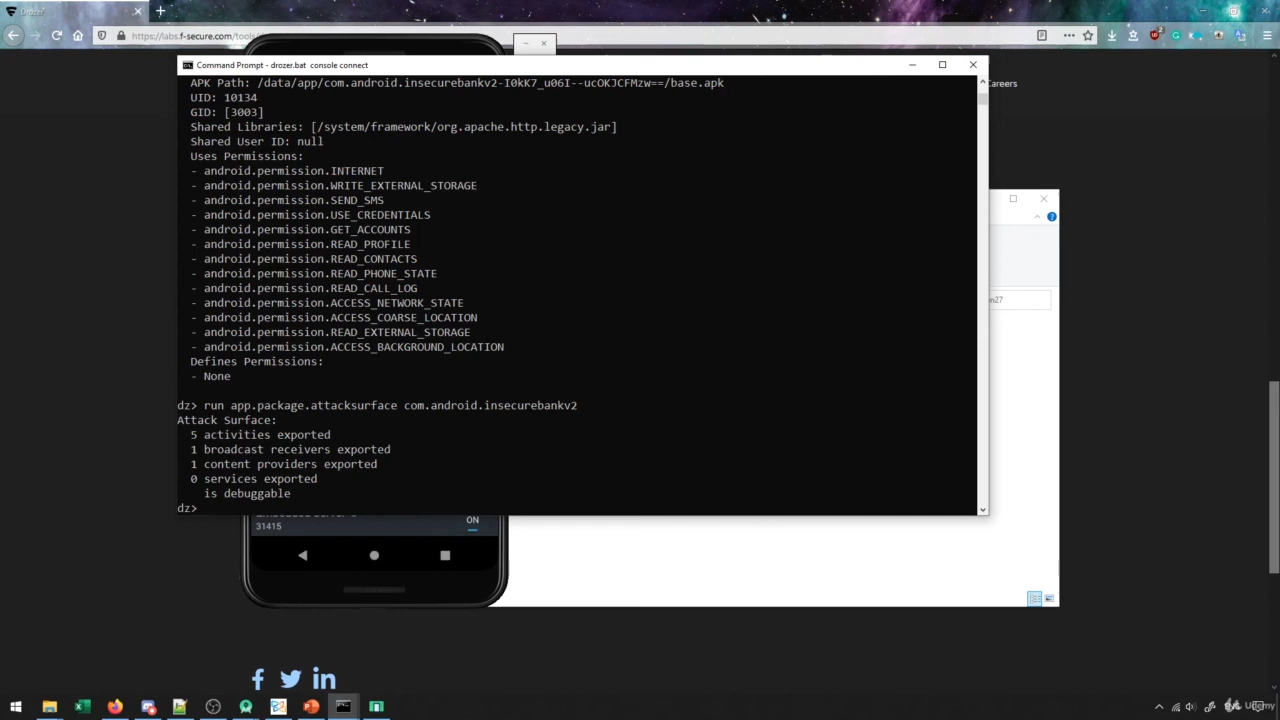 Drozer
https://labs.f-secure.com/tools/
Careers
Command Prompt - drozer.bat console connect
APK Path: /data/app/com.android.insecurebankv2-I0kK7_u06I--ucOKJCFMzw==/base.apk
UID: 10134
GID: [3003]
Shared Libraries: [/system/framework/org.apache.http.legacy.jar]
Shared User ID: null
Uses Permissions:
- android.permission.INTERNET
- android.permission.WRITE_EXTERNAL_STORAGE
- android.permission.SEND_SMS
- android.permission.USE_CREDENTIALS
- android.permission.GET_ACCOUNTS
- android.permission.READ_PROFILE
- android.permission.READ_CONTACTS
- android.permission.READ_PHONE_STATE
- android.permission.READ_CALL_LOG
- android.permission.ACCESS_NETWORK_STATE
- android.permission.ACCESS_COARSE_LOCATION
- android.permission.READ_EXTERNAL_STORAGE
- android.permission.ACCESS_BACKGROUND_LOCATION
Defines Permissions:
- None
dz> run app.package.attacksurface com.android.insecurebankv2
Attack Surface:
5 activities exported
1 broadcast receivers exported
1 content providers exported
0 services exported
is debuggable
dz>
31415
ON
Udemy